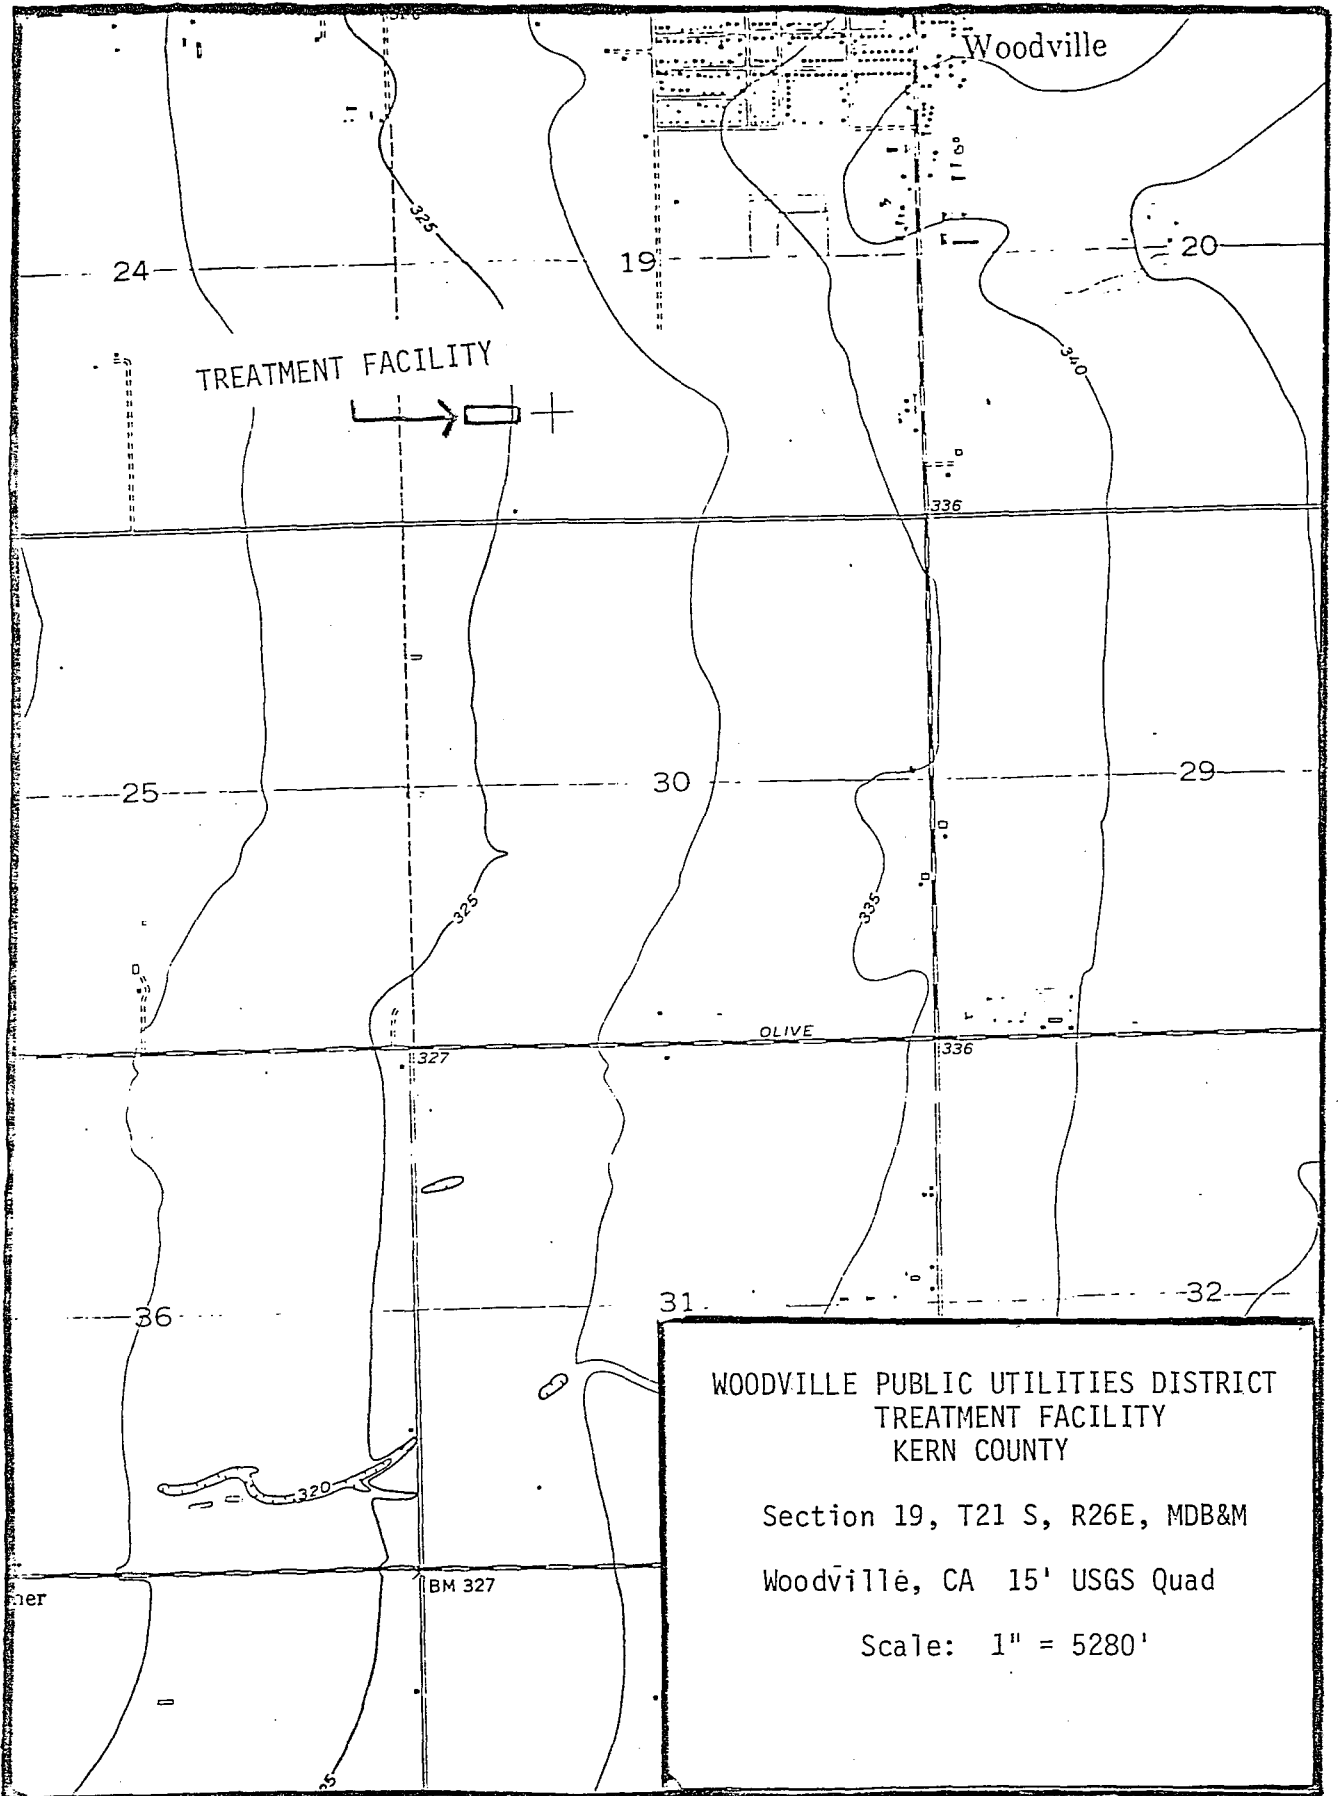 Woodville
325
24
19
20
340
TREATMENT FACILITY
336
25
30
29
325
335
OLIVE
327
336
36
31
32
320
BM 327
WOODVILLE PUBLIC UTILITIES DISTRICT
TREATMENT FACILITY
KERN COUNTY
Section 19, T21 S, R26E, MDB&M
Woodville, CA 15' USGS Quad
Scale: 1" = 5280'